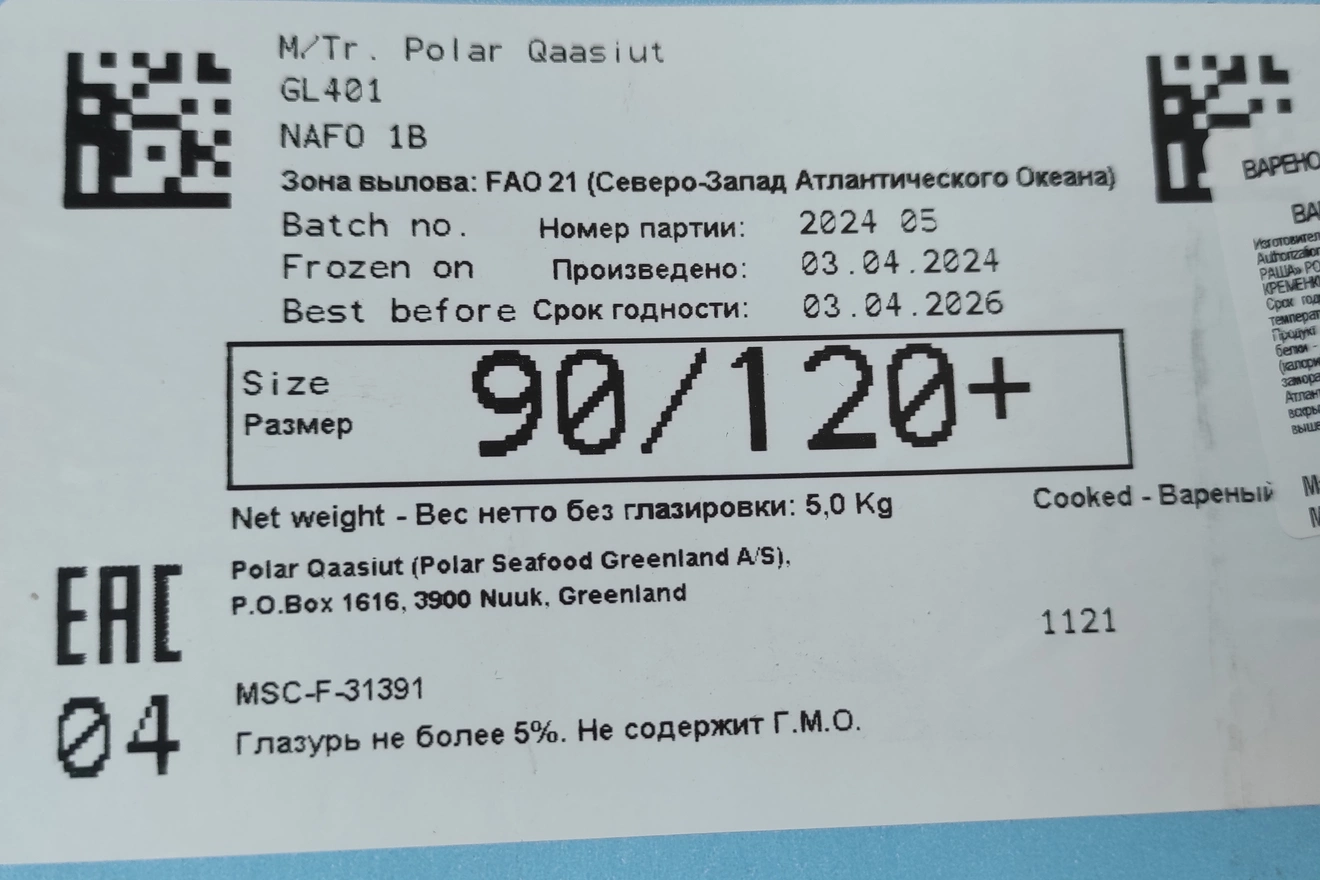 M/Tr. Polar Qaasiut
GL401
NAFO 1B
Зона вылова: FAO 21 (Северо-Запад Атлантического Океана)
Batch no. Номер партии: 2024 05
Frozen on Произведено: 03.04.2024
Best before Срок годности: 03.04.2026
Size 90/120+
Размер
Net weight - Вес нетто без глазировки: 5,0 Kg
Cooked - Вареный
Polar Qaasiut (Polar Seafood Greenland A/S),
P.O.Box 1616, 3900 Nuuk, Greenland
1121
EAC
04
MSC-F-31391
Глазурь не более 5%. Не содержит Г.М.О.
РАША»
Срок
белки -